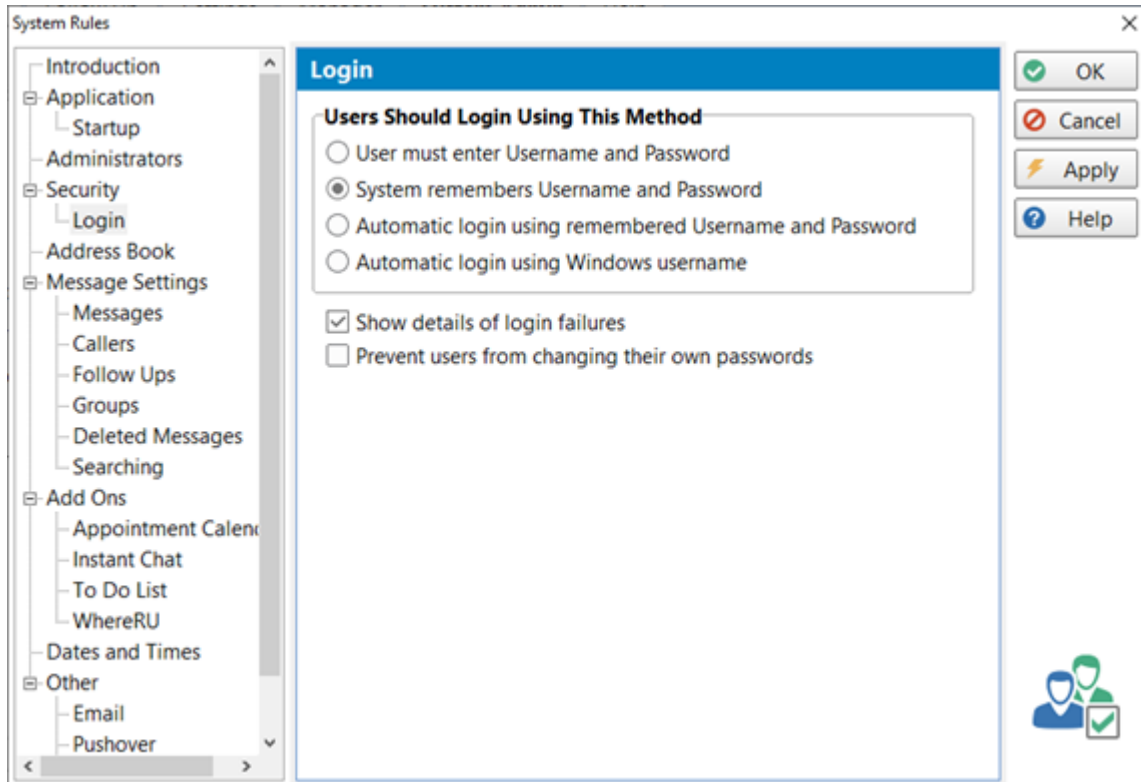 System Rules
Introduction
Application
Startup
Administrators
Security
Login
Address Book
Message Settings
Messages
Callers
Follow Ups
Groups
Deleted Messages
Searching
Add Ons
Appointment Calen
Instant Chat
To Do List
WhereRU
Dates and Times
Other
Email
Pushover
Login
Users Should Login Using This Method
User must enter Username and Password
System remembers Username and Password
Automatic login using remembered Username and Password
Automatic login using Windows username
Show details of login failures
Prevent users from changing their own passwords
OK
Cancel
Apply
Help